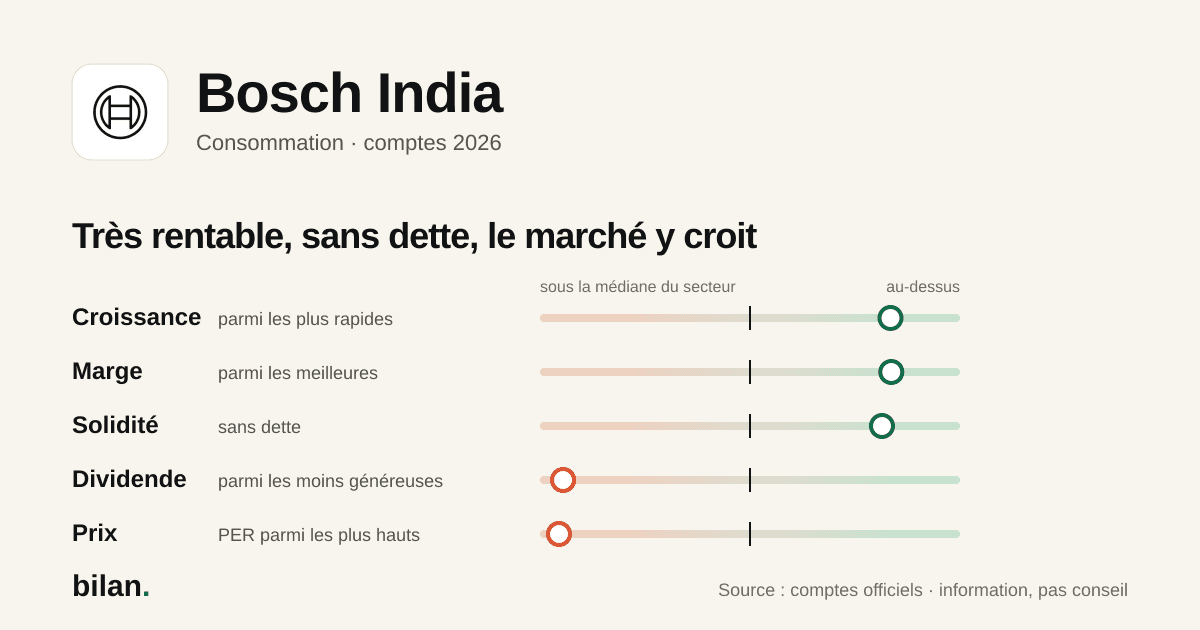 Bosch India
Consommation · comptes 2026
Très rentable, sans dette, le marché y croit
sous la médiane du secteur au-dessus
Croissance parmi les plus rapides
Marge parmi les meilleures
Solidité sans dette
Dividende parmi les moins généreuses
Prix PER parmi les plus hauts
bilan.
Source : comptes officiels · information, pas conseil